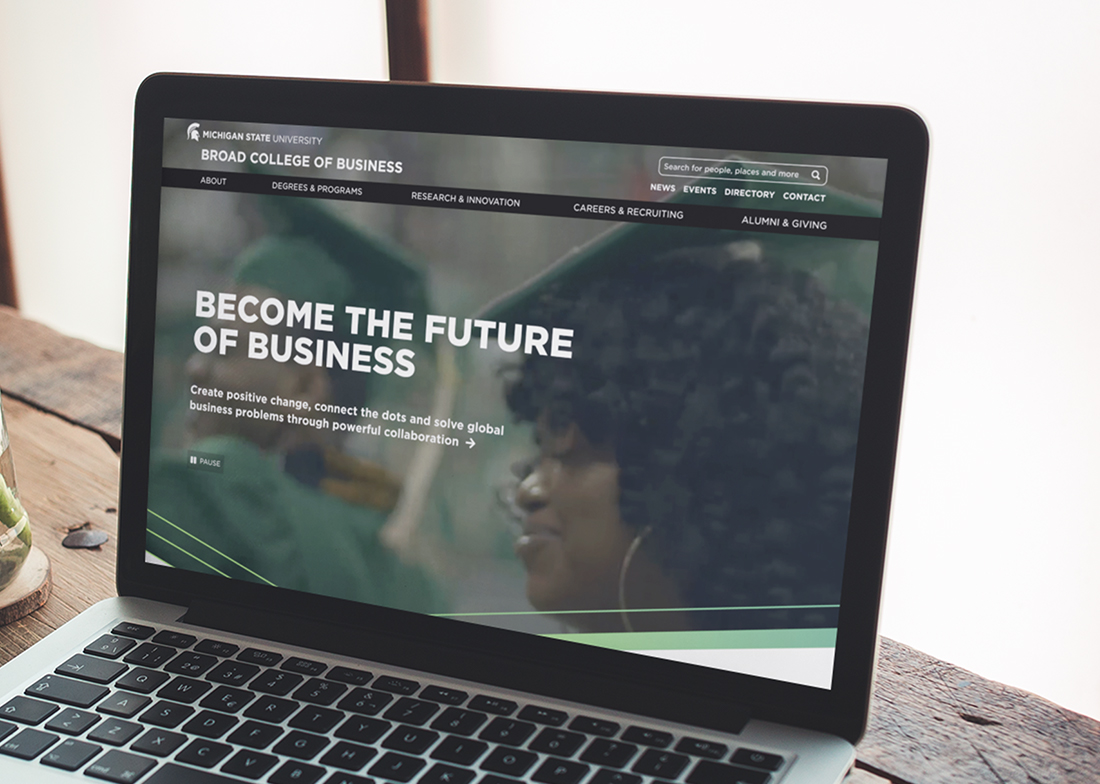 MICHIGAN STATE UNIVERSITY
BROAD COLLEGE OF BUSINESS
Search for people, places and more
NEWS EVENTS DIRECTORY CONTACT
ABOUT DEGREES & PROGRAMS RESEARCH & INNOVATION CAREERS & RECRUITING ALUMNI & GIVING
BECOME THE FUTURE
OF BUSINESS
Create positive change, connect the dots and solve global
business problems through powerful collaboration →
PAUSE
Q W E R T Y U I O P
A S D F G H J K L
X C V B N M